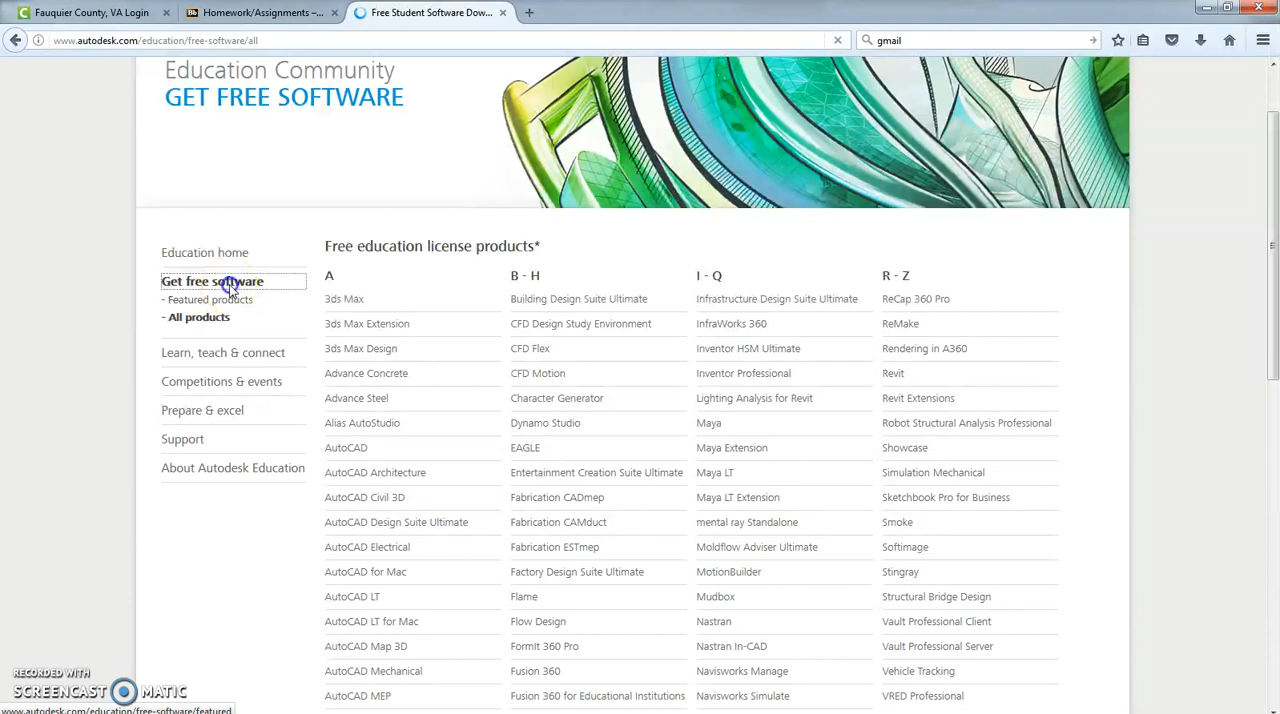 Fauquier County, VA Login ×
Bb Homework/Assignments –... ×
Free Student Software Dow... ×
+
www.autodesk.com/education/free-software/all
gmail
Education Community
GET FREE SOFTWARE
Education home
Get free software
- Featured products
- All products
Learn, teach & connect
Competitions & events
Prepare & excel
Support
About Autodesk Education
Free education license products*
A
3ds Max
3ds Max Extension
3ds Max Design
Advance Concrete
Advance Steel
Alias AutoStudio
AutoCAD
AutoCAD Architecture
AutoCAD Civil 3D
AutoCAD Design Suite Ultimate
AutoCAD Electrical
AutoCAD for Mac
AutoCAD LT
AutoCAD LT for Mac
AutoCAD Map 3D
AutoCAD Mechanical
AutoCAD MEP
B - H
Building Design Suite Ultimate
CFD Design Study Environment
CFD Flex
CFD Motion
Character Generator
Dynamo Studio
EAGLE
Entertainment Creation Suite Ultimate
Fabrication CADmep
Fabrication CAMduct
Fabrication ESTmep
Factory Design Suite Ultimate
Flame
Flow Design
FormIt 360 Pro
Fusion 360
Fusion 360 for Educational Institutions
I - Q
Infrastructure Design Suite Ultimate
InfraWorks 360
Inventor HSM Ultimate
Inventor Professional
Lighting Analysis for Revit
Maya
Maya Extension
Maya LT
Maya LT Extension
mental ray Standalone
Moldflow Adviser Ultimate
MotionBuilder
Mudbox
Nastran
Nastran In-CAD
Navisworks Manage
Navisworks Simulate
R - Z
ReCap 360 Pro
ReMake
Rendering in A360
Revit
Revit Extensions
Robot Structural Analysis Professional
Showcase
Simulation Mechanical
Sketchbook Pro for Business
Smoke
Softimage
Stingray
Structural Bridge Design
Vault Professional Client
Vault Professional Server
Vehicle Tracking
VRED Professional
RECORDED WITH
SCREENCAST MATIC
www.autodesk.com/education/free-software/featured